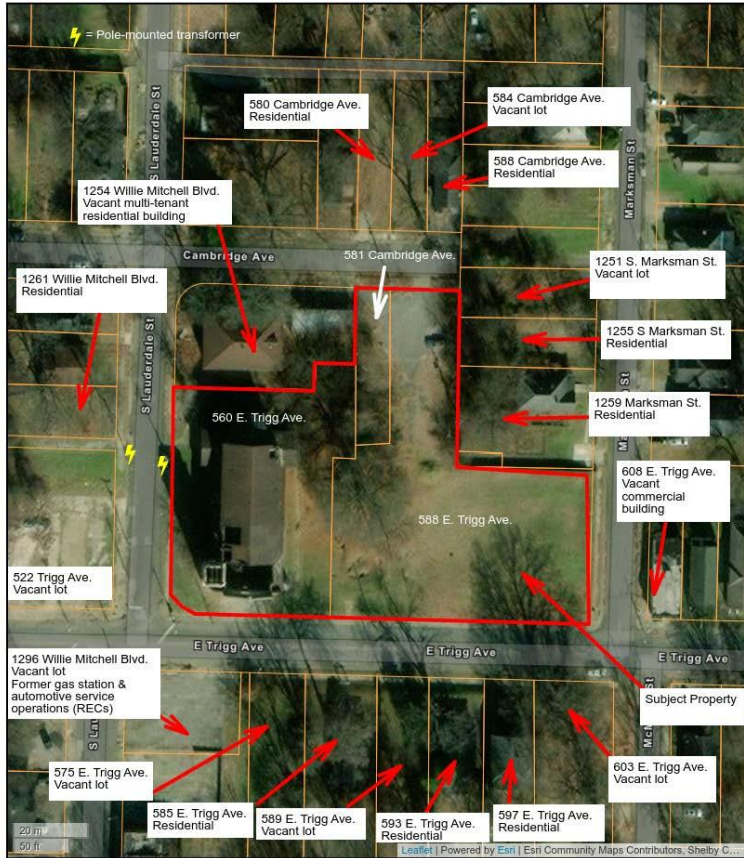 = Pole-mounted transformer
S Lauderdale St
580 Cambridge Ave.
Residential
584 Cambridge Ave.
Vacant lot
588 Cambridge Ave.
Residential
Marksman St
1254 Willie Mitchell Blvd.
Vacant multi-tenant
residential building
Cambridge Ave
581 Cambridge Ave.
1251 S. Marksman St.
Vacant lot
1261 Willie Mitchell Blvd.
Residential
1255 S Marksman St.
Residential
S Lauderdale St
1259 Marksman St.
Residential
560 E. Trigg Ave.
608 E. Trigg Ave.
Vacant
commercial
building
588 E. Trigg Ave.
522 Trigg Ave.
Vacant lot
E Trigg Ave
E Trigg Ave
E Trigg Ave
1296 Willie Mitchell Blvd.
Vacant lot
Former gas station &
automotive service
operations (RECs)
Subject Property
575 E. Trigg Ave.
Vacant lot
585 E. Trigg Ave.
Residential
589 E. Trigg Ave.
Vacant lot
593 E. Trigg Ave.
Residential
597 E. Trigg Ave.
Residential
603 E. Trigg Ave.
Vacant lot
20 m
50 ft
Leaflet | Powered by Esri | Esri Community Maps Contributors, Shelby C...